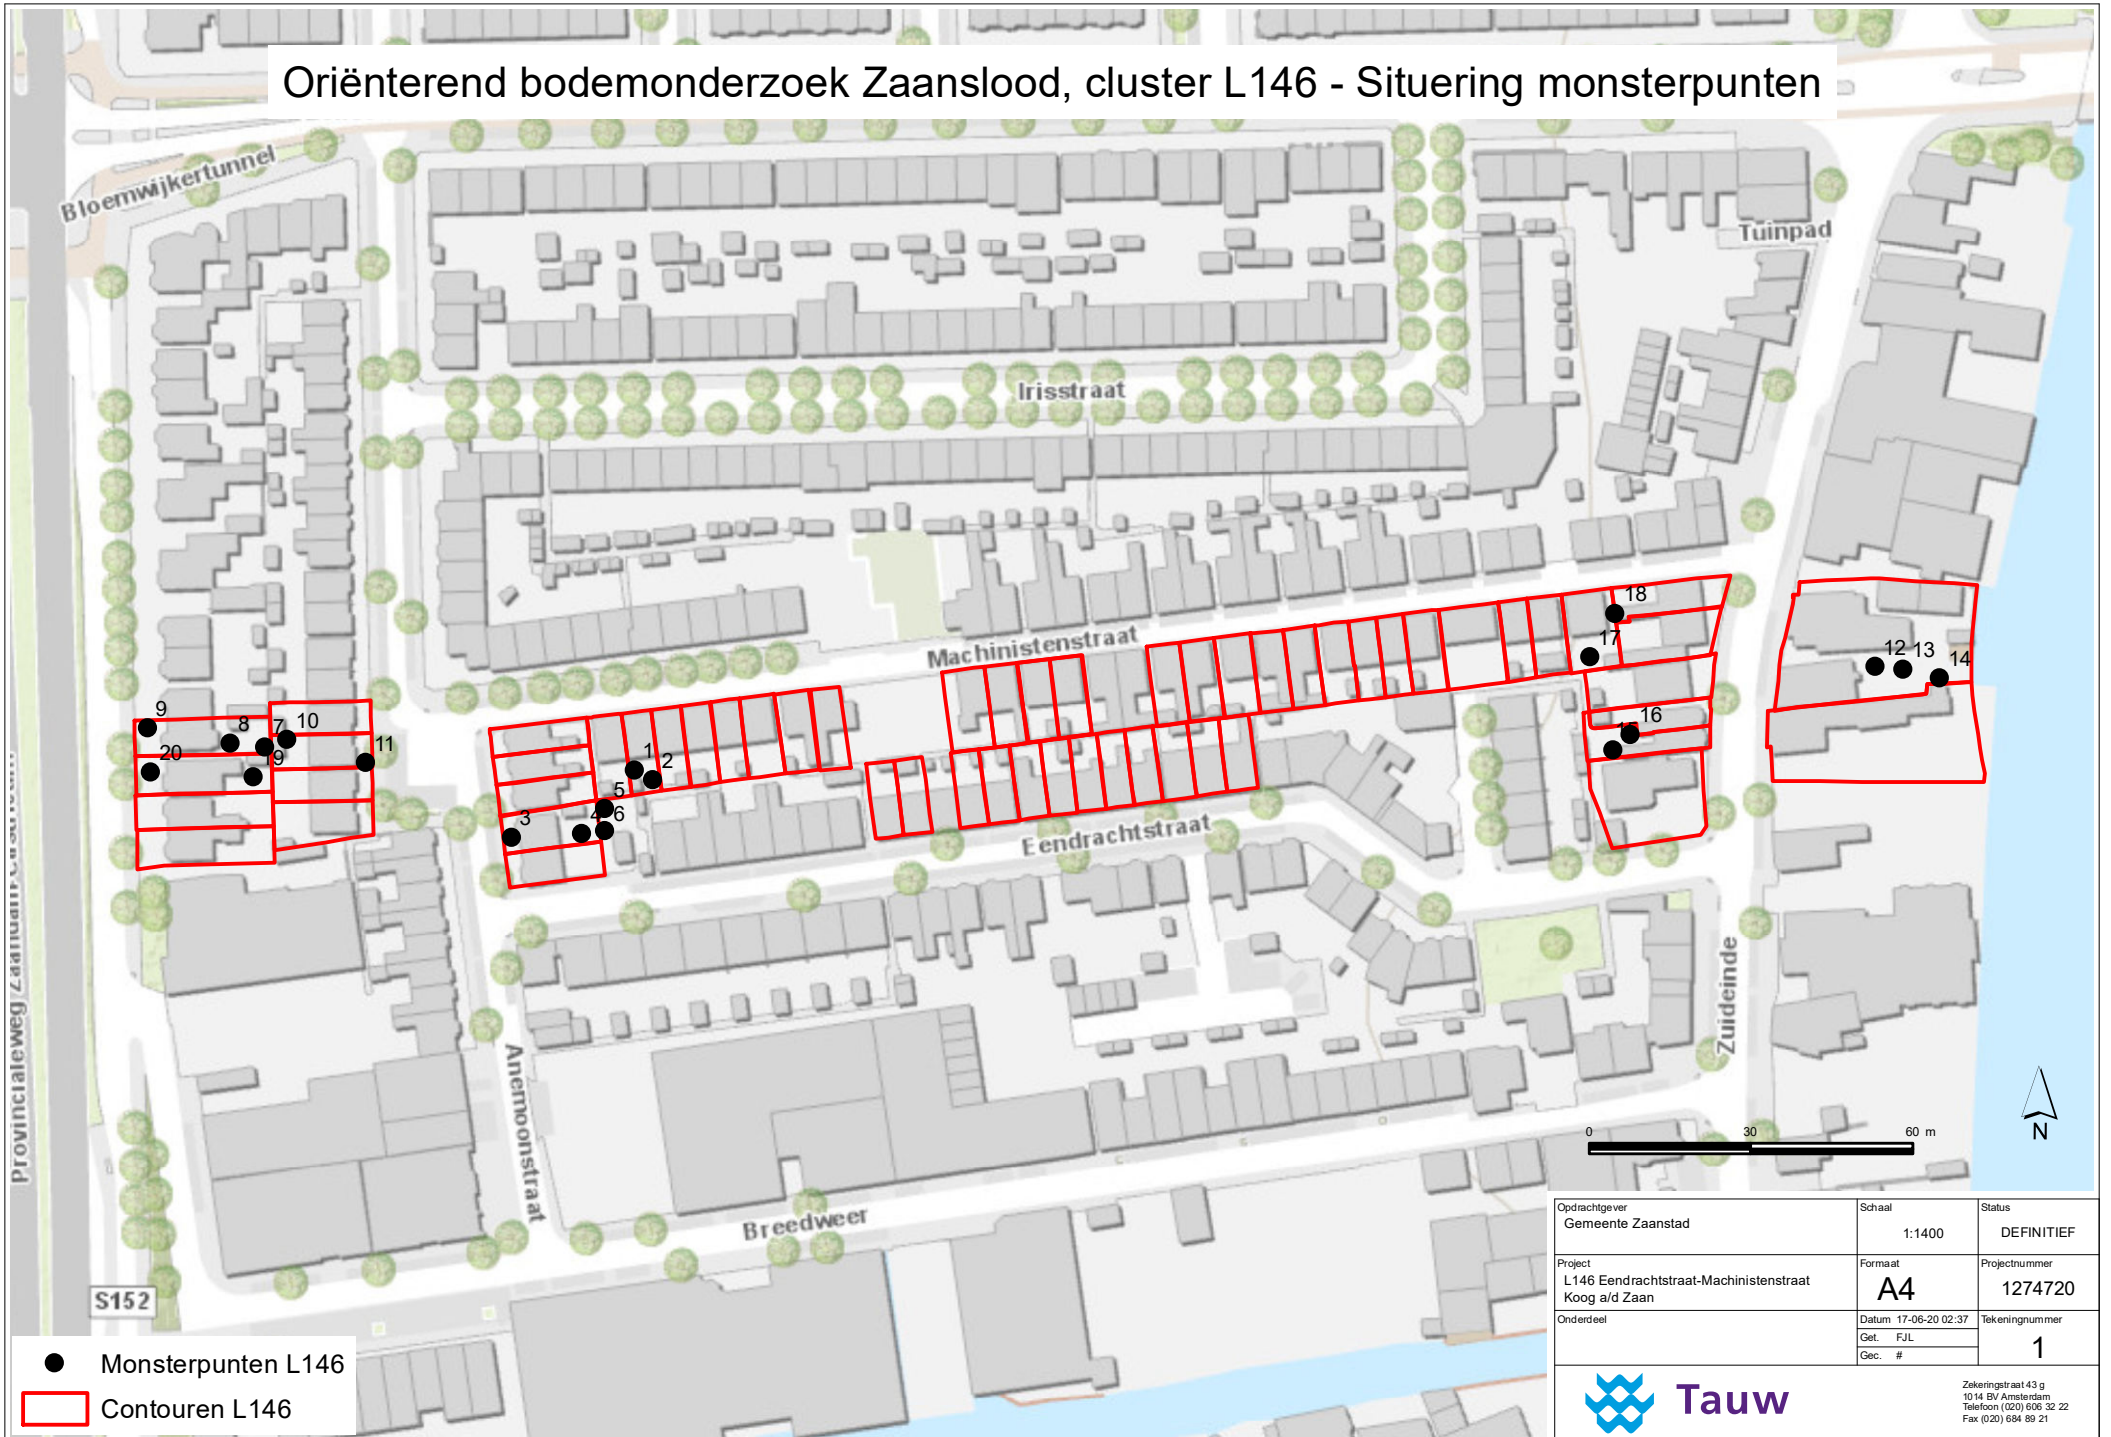 Oriënterend bodemonderzoek Zaanslood, cluster L146 - Situering monsterpunten
Bloemwijkertunnel
Tuinpad
Irisstraat
Machinistenstraat
Eendrachtstraat
Zuideinde
Anemoonstraat
Breedweer
Provincialeweg
S152
18
17
12
13
14
16
15
9
8
7
10
11
20
19
1
2
5
6
3
4
0 30 60 m
N
Monsterpunten L146
Contouren L146
Opdrachtgever
Gemeente Zaanstad
Schaal
1:1400
Status
DEFINITIEF
Project
L146 Eendrachtstraat-Machinistenstraat
Koog a/d Zaan
Formaat
A4
Projectnummer
1274720
Onderdeel
Datum 17-06-20 02:37
Get. FJL
Gec. #
Tekeningnummer
1
Tauw
Zekeringstraat 43 g
1014 BV Amsterdam
Telefoon (020) 606 32 22
Fax (020) 684 89 21